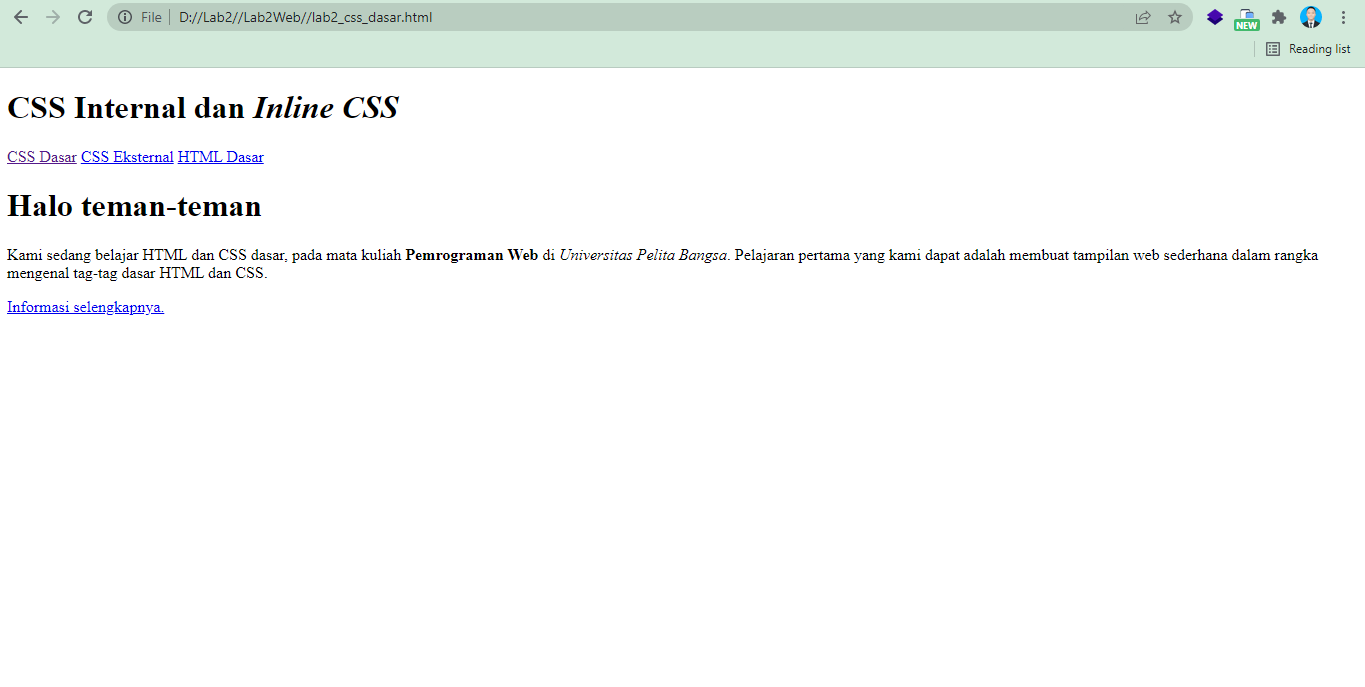 File D://Lab2//Lab2Web//lab2_css_dasar.html
NEW
Reading list
CSS Internal dan Inline CSS
CSS Dasar CSS Eksternal HTML Dasar
Halo teman-teman
Kami sedang belajar HTML dan CSS dasar, pada mata kuliah Pemrograman Web di Universitas Pelita Bangsa. Pelajaran pertama yang kami dapat adalah membuat tampilan web sederhana dalam rangka
mengenal tag-tag dasar HTML dan CSS.
Informasi selengkapnya.